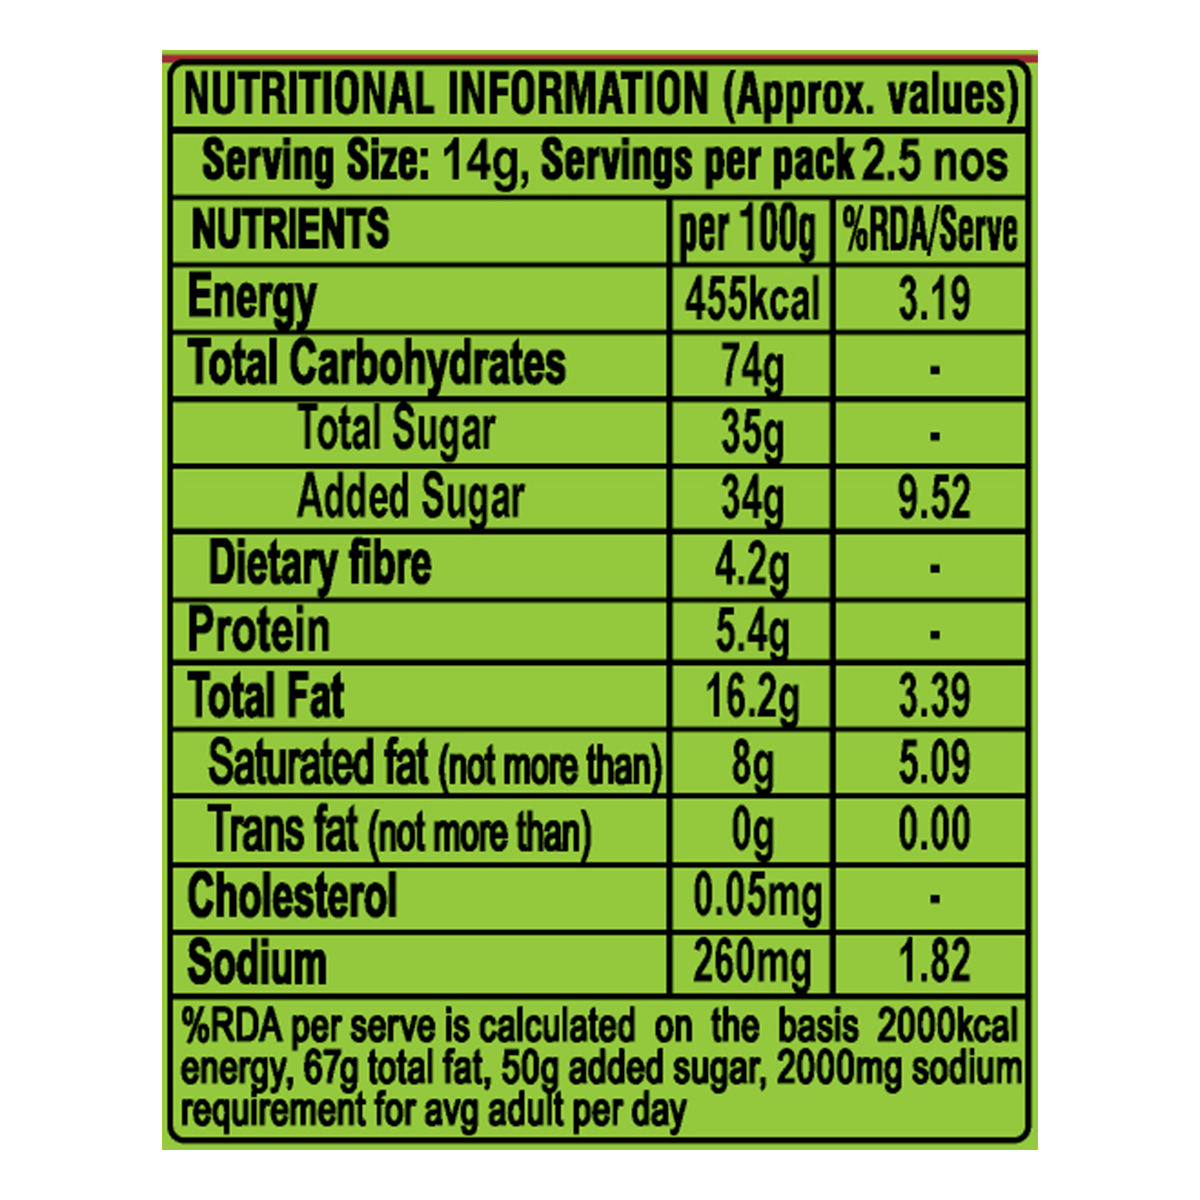 NUTRITIONAL INFORMATION (Approx. values)
Serving Size: 14g, Servings per pack 2.5 nos
NUTRIENTS per 100g %RDA/Serve
Energy 455kcal 3.19
Total Carbohydrates 74g -
Total Sugar 35g -
Added Sugar 34g 9.52
Dietary fibre 4.2g -
Protein 5.4g -
Total Fat 16.2g 3.39
Saturated fat (not more than) 8g 5.09
Trans fat (not more than) 0g 0.00
Cholesterol 0.05mg -
Sodium 260mg 1.82
%RDA per serve is calculated on the basis 2000kcal
energy, 67g total fat, 50g added sugar, 2000mg sodium
requirement for avg adult per day